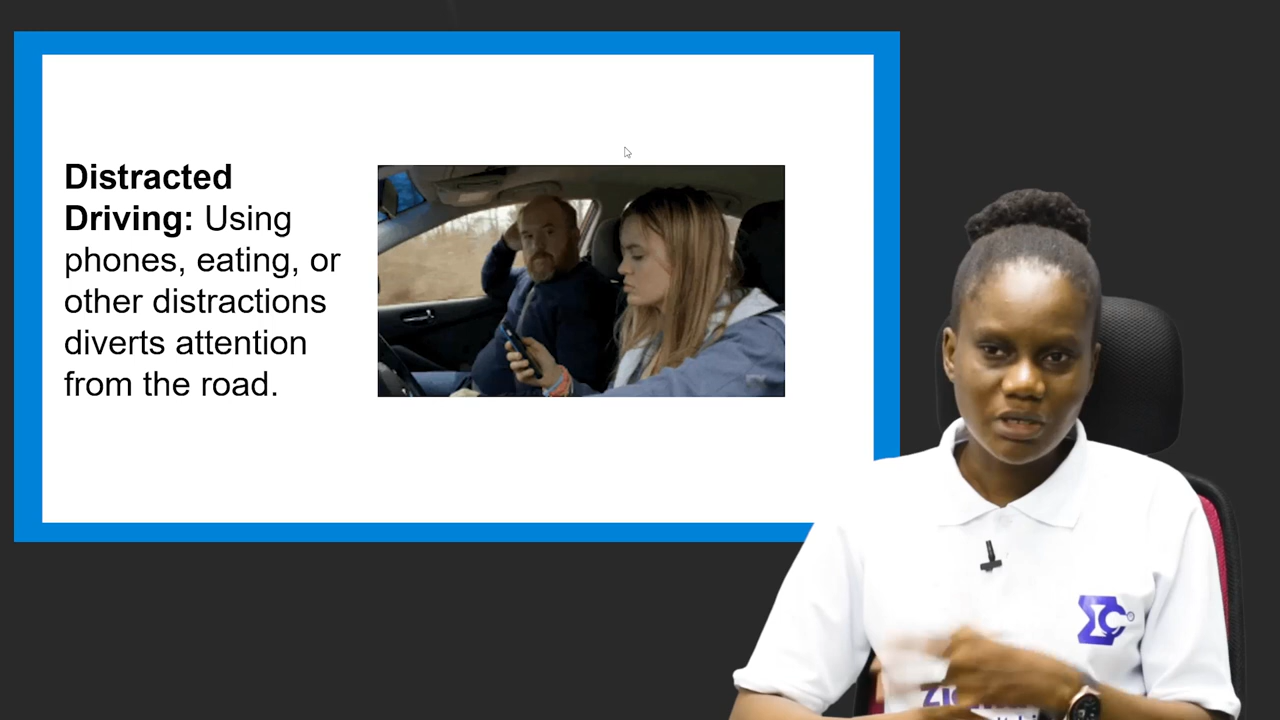 Distracted
Driving: Using
phones, eating, or
other distractions
diverts attention
from the road.